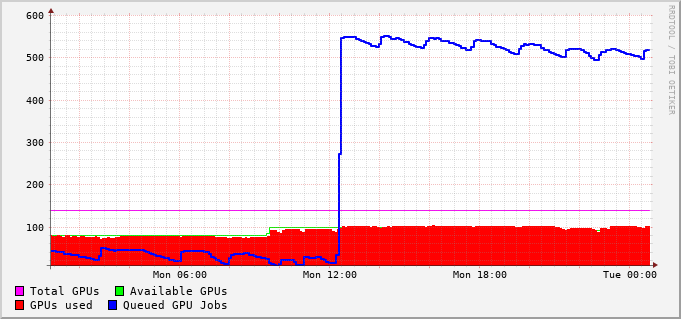 600
500
400
300
200
100
Mon 06:00 Mon 12:00 Mon 18:00 Tue 00:00
Total GPUs Available GPUs
GPUs used Queued GPU Jobs
RRDTOOL / TOBI OETIKER